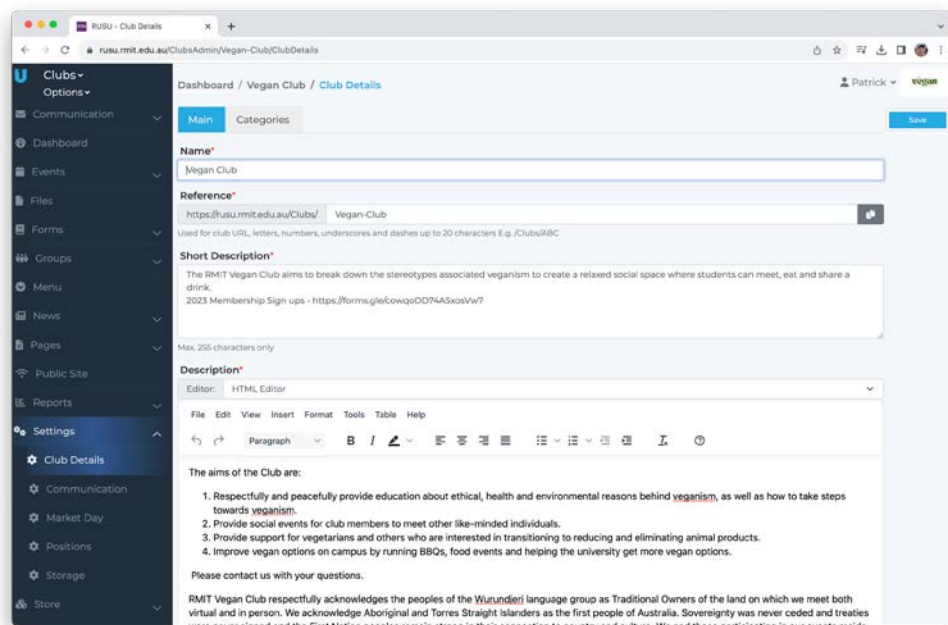 RUSU - Club Details
rusu.rmit.edu.au/ClubsAdmin/Vegan-Club/ClubDetails
Clubs
Options
Communication
Dashboard
Events
Files
Forms
Groups
Menu
News
Pages
Public Site
Reports
Settings
Club Details
Communication
Market Day
Positions
Storage
Store
Dashboard / Vegan Club / Club Details
Patrick
vegan
Main Categories
Save
Name*
Vegan Club
Reference*
https://rusu.rmit.edu.au/Clubs/ Vegan-Club
Used for club URL, letters, numbers, underscores and dashes up to 20 characters E.g. /Clubs/ABC
Short Description*
The RMIT Vegan Club aims to break down the stereotypes associated veganism to create a relaxed social space where students can meet, eat and share a
drink.
2023 Membership Sign ups - https://forms.gle/cowqoDD74ASxosVw7
Max. 255 characters only
Description*
Editor: HTML Editor
File Edit View Insert Format Tools Table Help
Paragraph B I
The aims of the Club are:
1. Respectfully and peacefully provide education about ethical, health and environmental reasons behind veganism, as well as how to take steps
towards veganism.
2. Provide social events for club members to meet other like-minded individuals.
3. Provide support for vegetarians and others who are interested in transitioning to reducing and eliminating animal products.
4. Improve vegan options on campus by running BBQs, food events and helping the university get more vegan options.
Please contact us with your questions.
RMIT Vegan Club respectfully acknowledges the peoples of the Wurundjeri language group as Traditional Owners of the land on which we meet both
virtual and in person. We acknowledge Aboriginal and Torres Straight Islanders as the first people of Australia. Sovereignty was never ceded and treaties